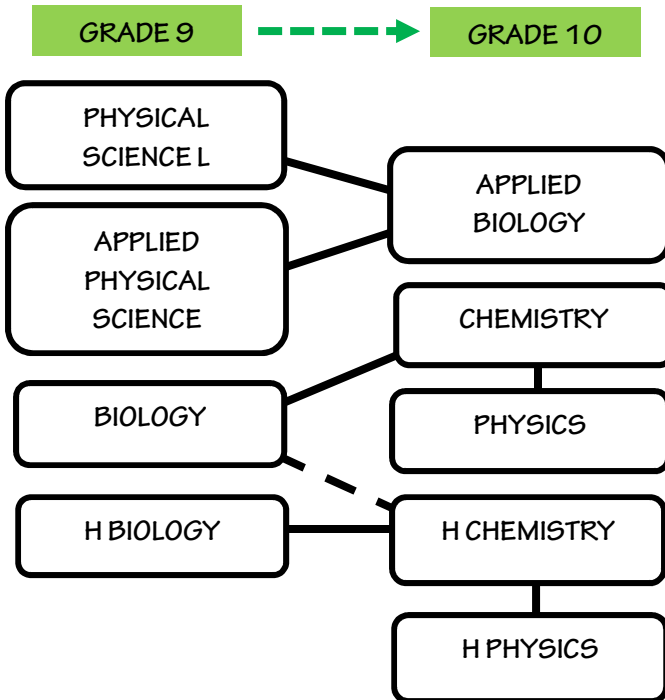 GRADE 9
GRADE 10
PHYSICAL
SCIENCE L
APPLIED
BIOLOGY
APPLIED
PHYSICAL
SCIENCE
CHEMISTRY
BIOLOGY
PHYSICS
H BIOLOGY
H CHEMISTRY
H PHYSICS